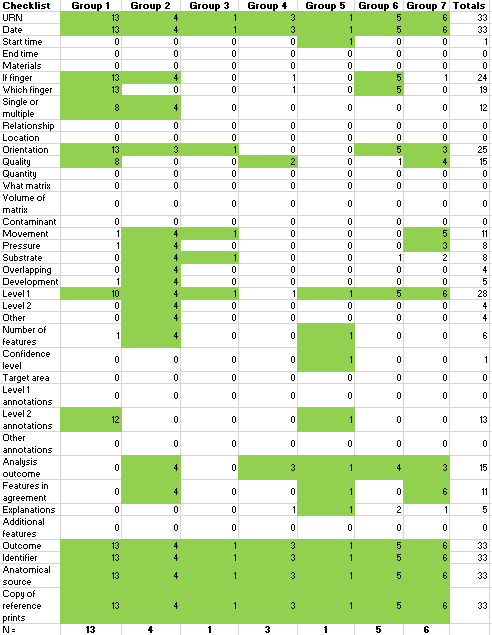 Checklist Group 1 Group 2 Group 3 Group 4 Group 5 Group 6 Group 7 Totals
URN 13 4 1 3 1 5 6 33
Date 13 4 1 3 1 5 6 33
Start time 0 0 0 0 1 0 0 1
End time 0 0 0 0 0 0 0 0
Materials 0 0 0 0 0 0 0 0
If finger 13 4 0 1 0 5 1 24
Which finger 13 0 0 1 0 5 0 19
Single or
multiple 8 4 0 0 0 0 0 12
Relationship 0 0 0 0 0 0 0 0
Location 0 0 0 0 0 0 0 0
Orientation 13 3 1 0 0 5 3 25
Quality 8 0 0 2 0 1 4 15
Quantity 0 0 0 0 0 0 0 0
What matrix 0 0 0 0 0 0 0 0
Volume of
matrix 0 0 0 0 0 0 0 0
Contaminant 0 0 0 0 0 0 0 0
Movement 1 4 1 0 0 0 5 11
Pressure 1 4 0 0 0 0 3 8
Substrate 0 4 1 0 0 1 2 8
Overlapping 0 4 0 0 0 0 0 4
Development 1 4 0 0 0 0 0 5
Level 1 10 4 1 1 1 5 6 28
Level 2 0 4 0 0 0 0 0 4
Other 0 4 0 0 0 0 0 4
Number of
features 1 4 0 0 1 0 0 6
Confidence
level 0 0 0 0 1 0 0 1
Target area 0 0 0 0 0 0 0 0
Level 1
annotations 0 0 0 0 0 0 0 0
Level 2
annotations 12 0 0 0 1 0 0 13
Other
annotations 0 0 0 0 0 0 0 0
Analysis
outcome 0 4 0 3 1 4 3 15
Features in
agreement 0 4 0 0 1 0 6 11
Explanations 0 0 0 1 1 2 1 5
Additional
features 0 0 0 0 0 0 0 0
Outcome 13 4 1 3 1 5 6 33
Identifier 13 4 1 3 1 5 6 33
Anatomical
source 13 4 1 3 1 5 6 33
Copy of
reference
prints 13 4 1 3 1 5 6 33
N = 13 4 1 3 1 5 6